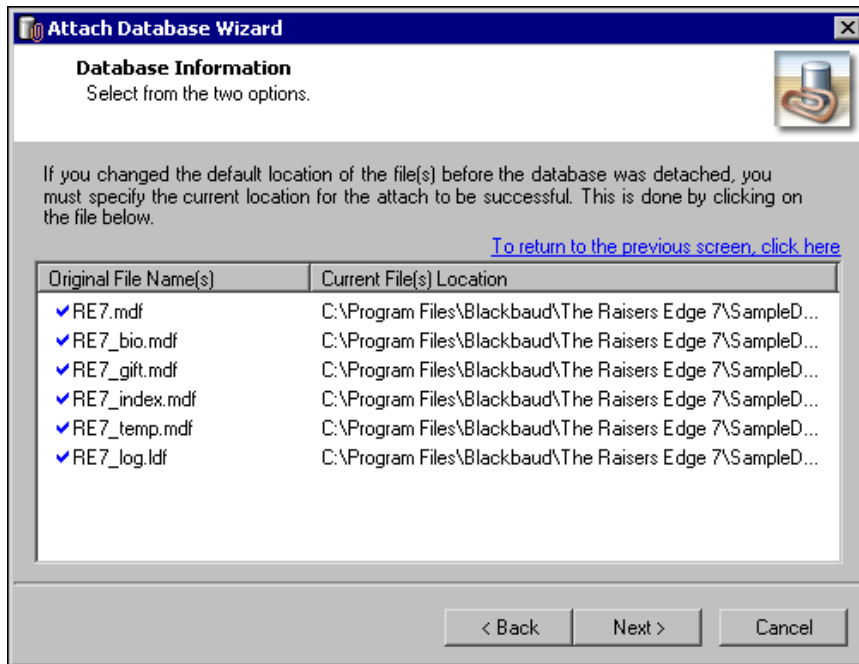 Attach Database Wizard
Database Information
Select from the two options.
If you changed the default location of the file(s) before the database was detached, you
must specify the current location for the attach to be successful. This is done by clicking on
the file below.
To return to the previous screen, click here
Original File Name(s) Current File(s) Location
RE7.mdf C:\Program Files\Blackbaud\The Raisers Edge 7\SampleD...
RE7_bio.mdf C:\Program Files\Blackbaud\The Raisers Edge 7\SampleD...
RE7_gift.mdf C:\Program Files\Blackbaud\The Raisers Edge 7\SampleD...
RE7_index.mdf C:\Program Files\Blackbaud\The Raisers Edge 7\SampleD...
RE7_temp.mdf C:\Program Files\Blackbaud\The Raisers Edge 7\SampleD...
RE7_log.ldf C:\Program Files\Blackbaud\The Raisers Edge 7\SampleD...
< Back Next > Cancel